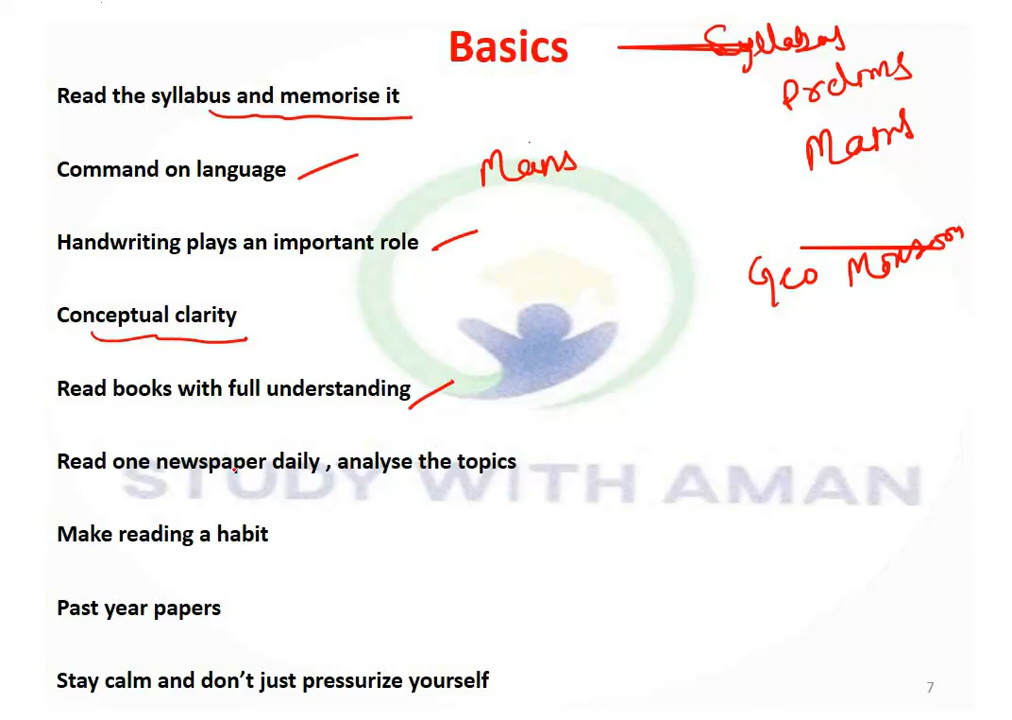 Basics
Syllabus
Prelims
Mains
Read the syllabus and memorise it
Command on language
Mans
Handwriting plays an important role
Geo Monsoon
Conceptual clarity
Read books with full understanding
Read one newspaper daily , analyse the topics
STUDY WITH AMAN
Make reading a habit
Past year papers
Stay calm and don't just pressurize yourself
7